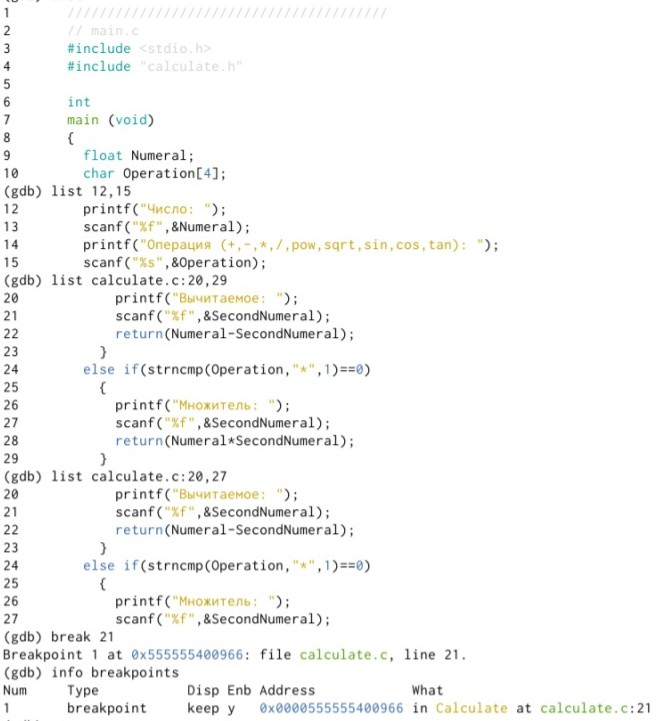 1 ////////////////////////////////////////
2 // main.c
3 #include <stdio.h>
4 #include "calculate.h"
5
6 int
7 main (void)
8 {
9 float Numeral;
10 char Operation[4];
(gdb) list 12,15
12 printf("Число: ");
13 scanf("%f",&Numeral);
14 printf("Операция (+,-,*,/,pow,sqrt,sin,cos,tan): ");
15 scanf("%s",&Operation);
(gdb) list calculate.c:20,29
20 printf("Вычитаемое: ");
21 scanf("%f",&SecondNumeral);
22 return(Numeral-SecondNumeral);
23 }
24 else if(strncmp(Operation,"*",1)==0)
25 {
26 printf("Множитель: ");
27 scanf("%f",&SecondNumeral);
28 return(Numeral*SecondNumeral);
29 }
(gdb) list calculate.c:20,27
20 printf("Вычитаемое: ");
21 scanf("%f",&SecondNumeral);
22 return(Numeral-SecondNumeral);
23 }
24 else if(strncmp(Operation,"*",1)==0)
25 {
26 printf("Множитель: ");
27 scanf("%f",&SecondNumeral);
(gdb) break 21
Breakpoint 1 at 0x555555400966: file calculate.c, line 21.
(gdb) info breakpoints
Num Type Disp Enb Address What
1 breakpoint keep y 0x0000555555400966 in Calculate at calculate.c:21